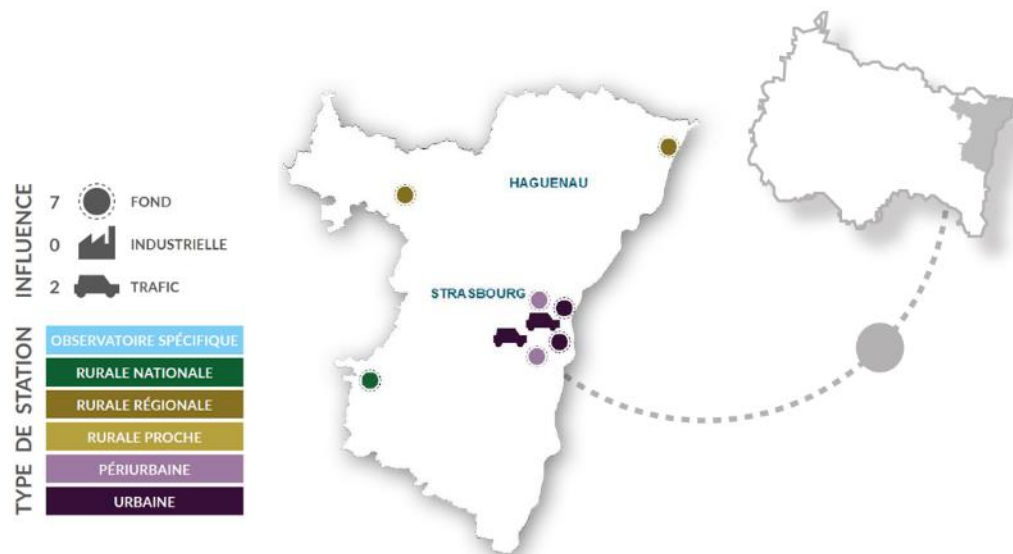 HAGUENAU
STRASBOURG
INFLUENCE
7 FOND
0 INDUSTRIELLE
2 TRAFIC
TYPE DE STATION
OBSERVATOIRE SPÉCIFIQUE
RURALE NATIONALE
RURALE RÉGIONALE
RURALE PROCHE
PÉRIURBAINE
URBAINE